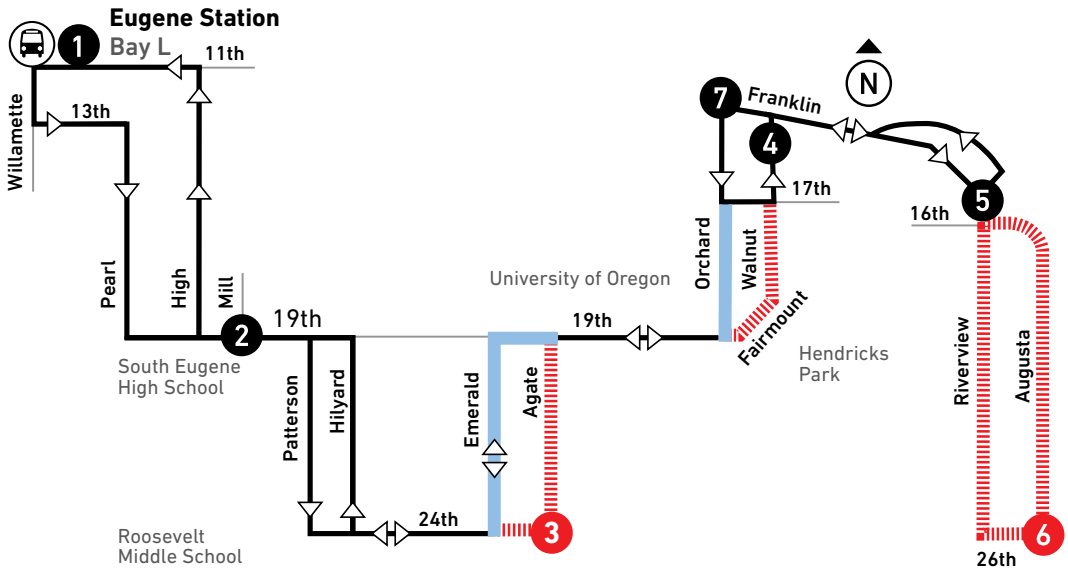 Eugene Station
1
Bay L
11th
Willamette
13th
Pearl
High
Mill
2
19th
South Eugene
High School
Patterson
Hilyard
Roosevelt
Middle School
24th
Emerald
Agate
3
University of Oregon
19th
7
Franklin
N
4
17th
Orchard
Walnut
Fairmount
Hendricks
Park
5
16th
Riverview
Augusta
6
26th